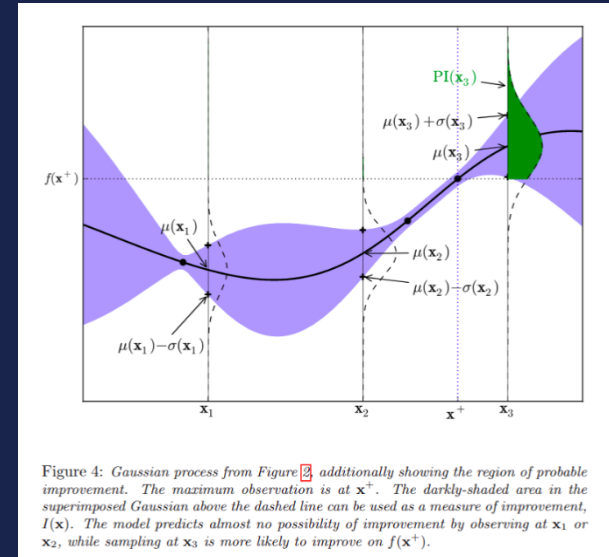 PI(x₃)
μ(x₃)+σ(x₃)
μ(x₃)
f(x⁺)
μ(x₁)
μ(x₂)
μ(x₂)−σ(x₂)
μ(x₁)−σ(x₁)
x₁ x₂ x⁺ x₃
Figure 4: Gaussian process from Figure 2, additionally showing the region of probable
improvement. The maximum observation is at x⁺. The darkly-shaded area in the
superimposed Gaussian above the dashed line can be used as a measure of improvement,
I(x). The model predicts almost no possibility of improvement by observing at x₁ or
x₂, while sampling at x₃ is more likely to improve on f(x⁺).